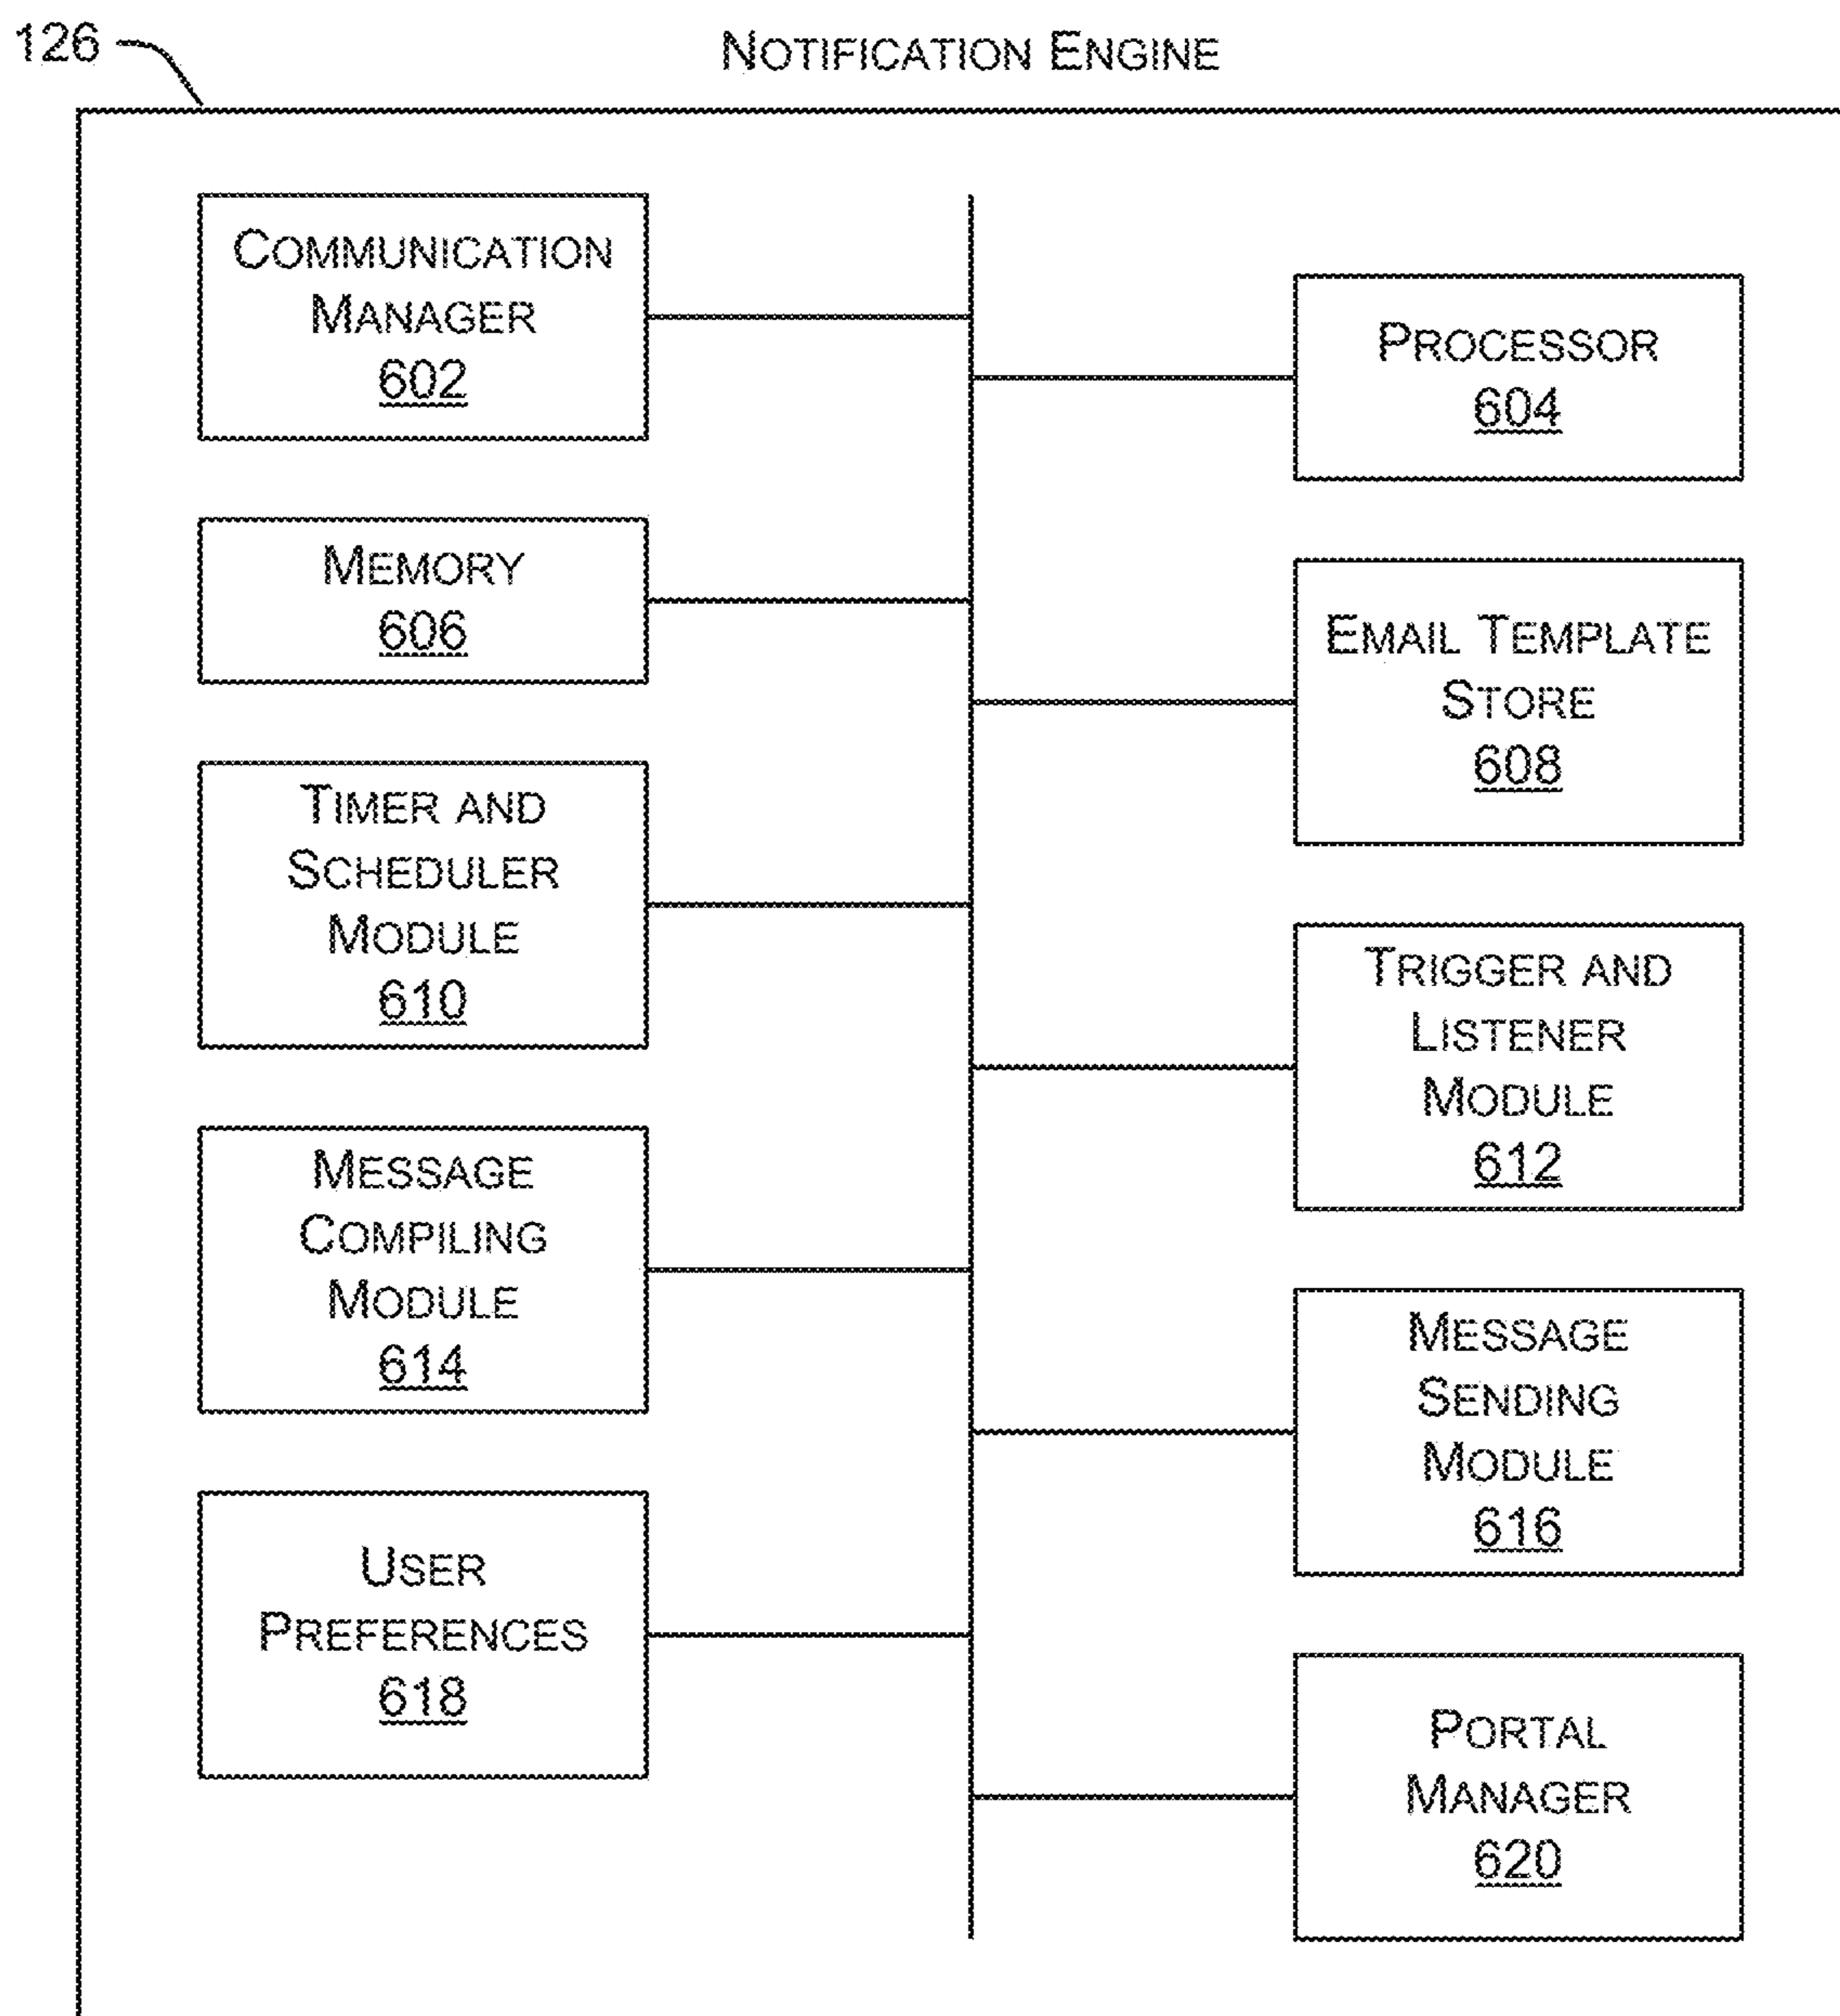 126
NOTIFICATION ENGINE
COMMUNICATION
MANAGER
602
PROCESSOR
604
MEMORY
606
EMAIL TEMPLATE
STORE
608
TIMER AND
SCHEDULER
MODULE
610
TRIGGER AND
LISTENER
MODULE
612
MESSAGE
COMPILING
MODULE
614
MESSAGE
SENDING
MODULE
616
USER
PREFERENCES
618
PORTAL
MANAGER
620